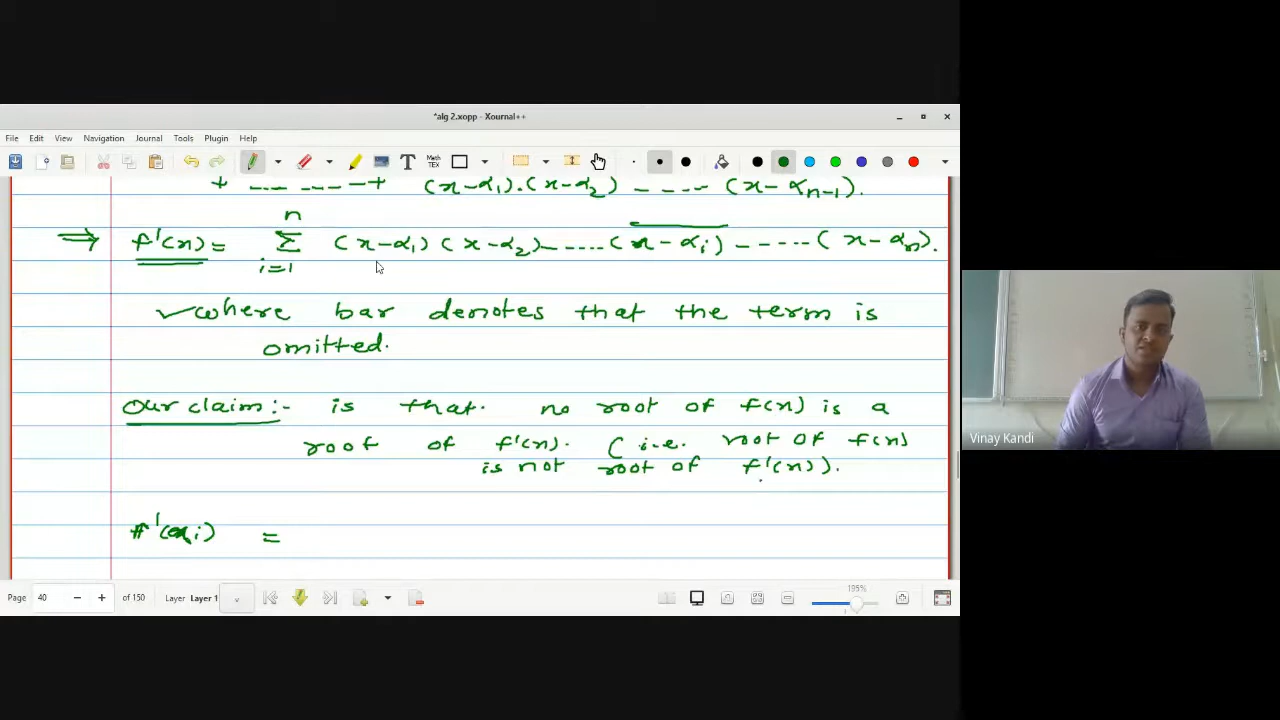 *alg 2.xopp - Xournal++
File Edit View Navigation Journal Tools Plugin Help
+ ---- ---- + (x-α₁).(x-α₂) ----- (x-αₙ₋₁).
⇒ f'(x) = n Σ i=1 (x-α₁)(x-α₂)------(x-αᵢ)------(x-αₙ).
✓where bar denotes that the term is
omitted.
Our claim:- is that. no root of f(x) is a
root of f'(x). (i.e. root of f(x)
is not root of f'(x)).
f'(αi) =
Vinay Kandi
Page 40 of 150 Layer Layer 1 195%